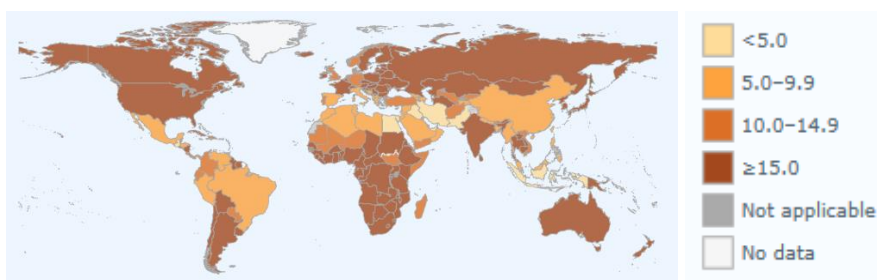 <5.0
5.0–9.9
10.0–14.9
≥15.0
Not applicable
No data